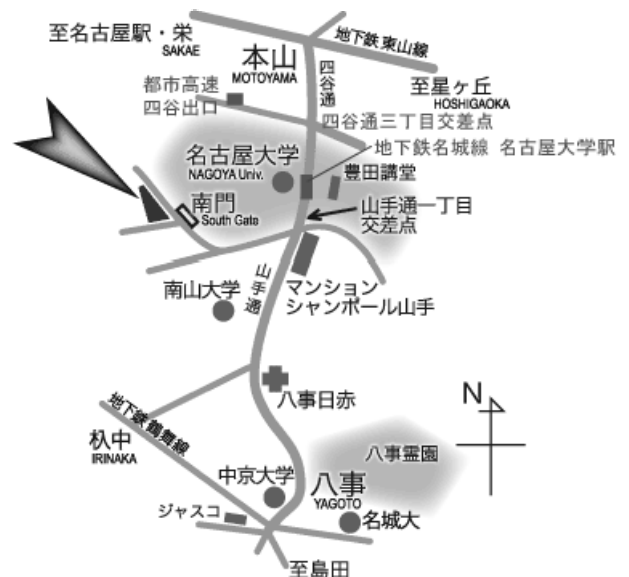 至名古屋駅・栄
SAKAE
地下鉄東山線
本山
MOTOYAMA
四谷通
至星ヶ丘
HOSHIGAOKA
都市高速
四谷出口
四谷通三丁目交差点
地下鉄名城線 名古屋大学駅
名古屋大学
NAGOYA Univ.
豊田講堂
南門
South Gate
山手通一丁目
交差点
山手通
南山大学
マンション
シャンボール山手
八事日赤
N
地下鉄鶴舞線
杁中
IRINAKA
八事霊園
中京大学
八事
YAGOTO
ジャスコ
名城大
至島田